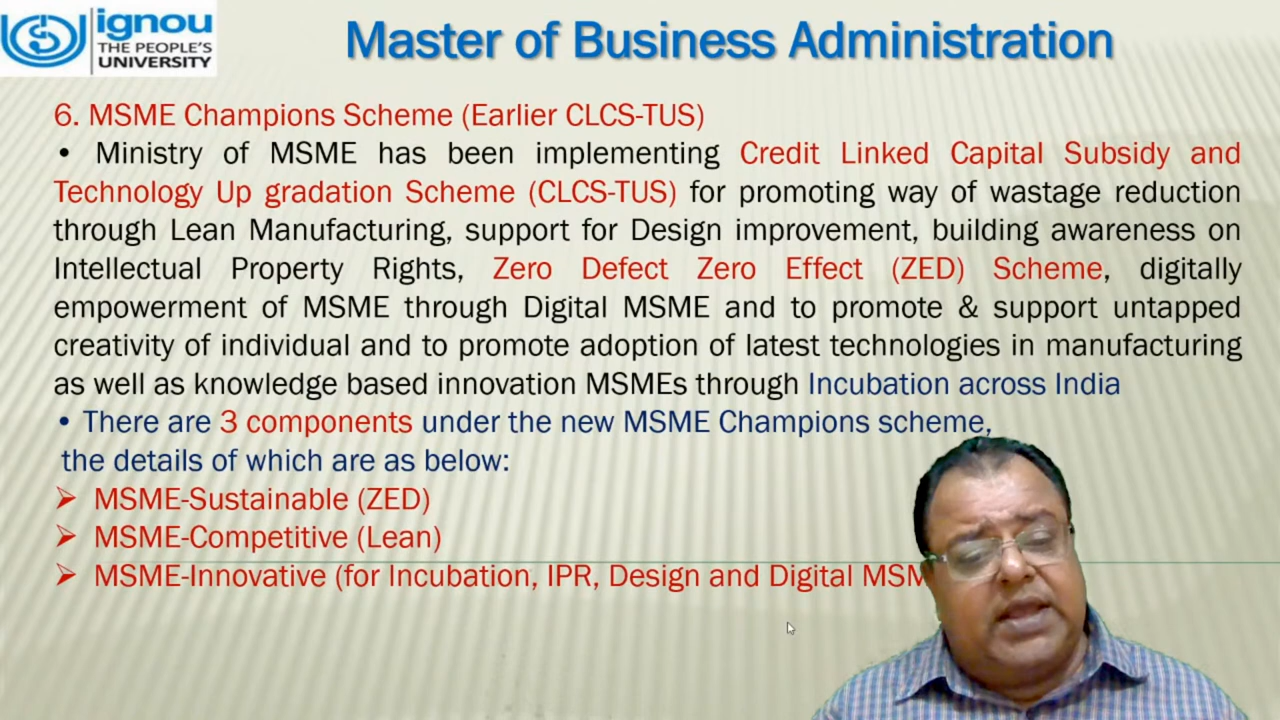 ignou
THE PEOPLE'S
UNIVERSITY
Master of Business Administration
6. MSME Champions Scheme (Earlier CLCS-TUS)
• Ministry of MSME has been implementing Credit Linked Capital Subsidy and
Technology Up gradation Scheme (CLCS-TUS) for promoting way of wastage reduction
through Lean Manufacturing, support for Design improvement, building awareness on
Intellectual Property Rights, Zero Defect Zero Effect (ZED) Scheme, digitally
empowerment of MSME through Digital MSME and to promote & support untapped
creativity of individual and to promote adoption of latest technologies in manufacturing
as well as knowledge based innovation MSMEs through Incubation across India
• There are 3 components under the new MSME Champions scheme,
the details of which are as below:
➢ MSME-Sustainable (ZED)
➢ MSME-Competitive (Lean)
➢ MSME-Innovative (for Incubation, IPR, Design and Digital